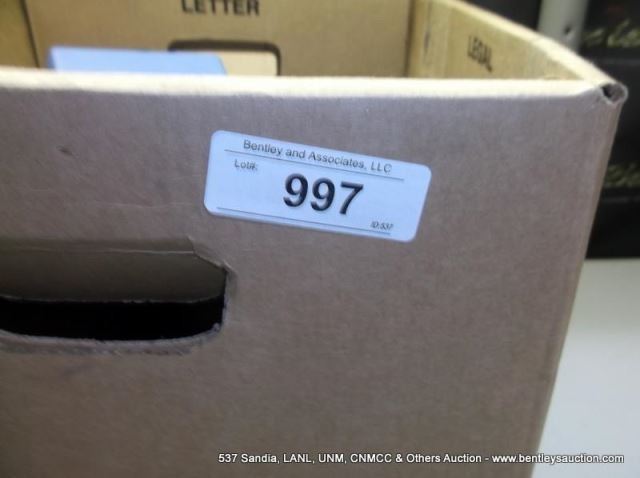 LETTER
LEGAL
Bentley and Associates, LLC
Lot#:
997
ID:537
537 Sandia, LANL, UNM, CNMCC & Others Auction - www.bentleysauction.com